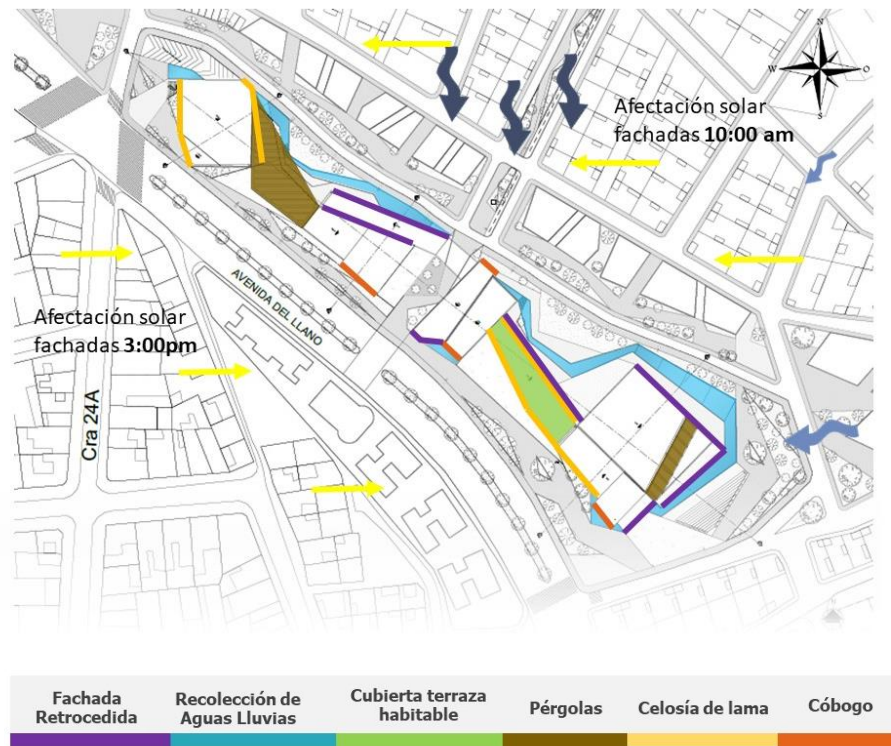 N
W
O
S
Afectación solar
fachadas 10:00 am
Afectación solar
fachadas 3:00pm
AVENIDA DEL LLANO
Cra 24A
Fachada
Retrocedida
Recolección de
Aguas Lluvias
Cubierta terraza
habitable
Pérgolas
Celosía de lama
Cóbogo